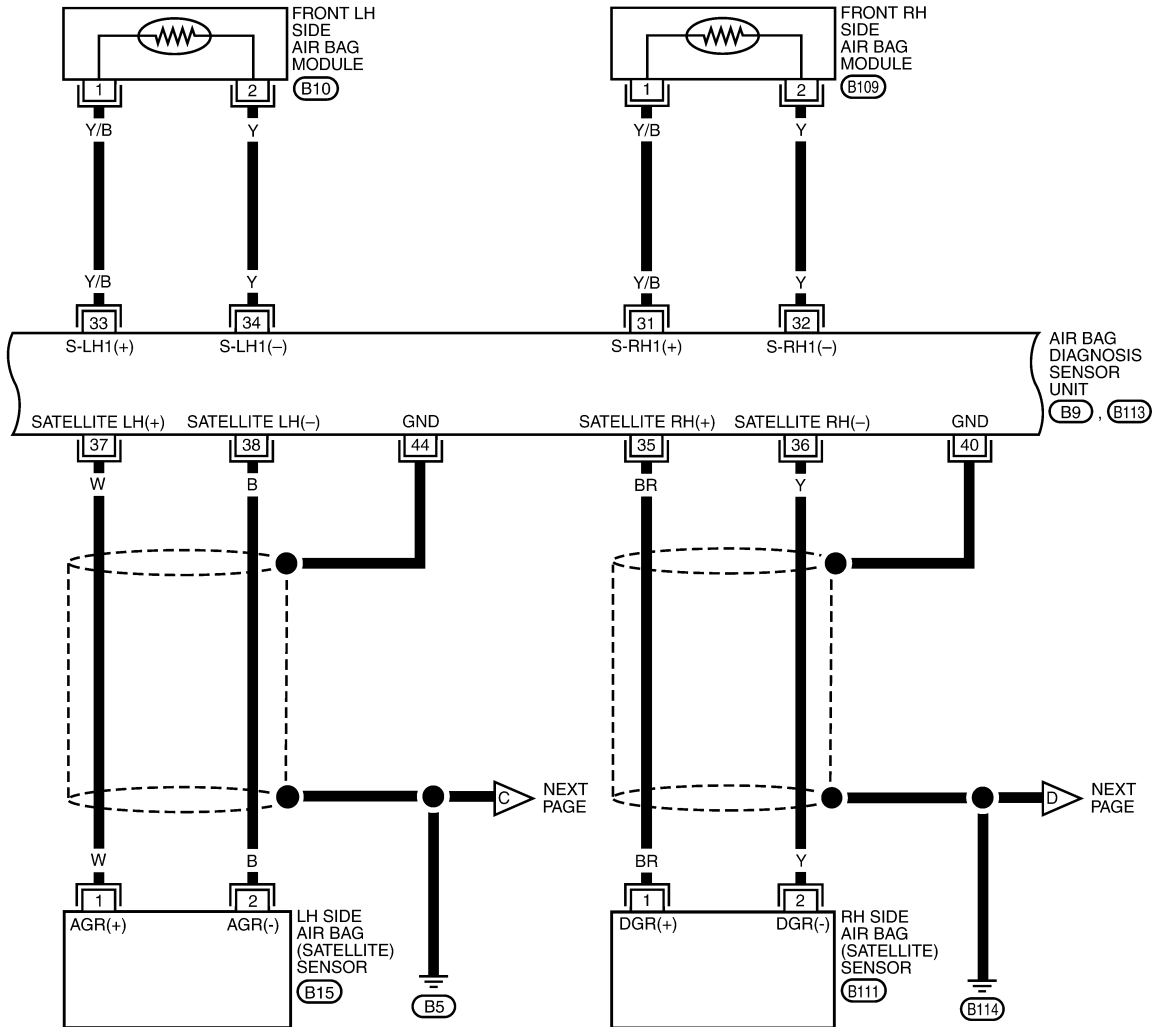 FRONT LH
SIDE
AIR BAG
MODULE
B10
FRONT RH
SIDE
AIR BAG
MODULE
B109
1
2
1
2
Y/B
Y
Y/B
Y
Y/B
Y
Y/B
Y
33
34
31
32
S-LH1(+)
S-LH1(–)
S-RH1(+)
S-RH1(–)
AIR BAG
DIAGNOSIS
SENSOR
UNIT
B9 , B113
SATELLITE LH(+)
SATELLITE LH(–)
GND
SATELLITE RH(+)
SATELLITE RH(–)
GND
37
38
44
35
36
40
W
B
BR
Y
C
NEXT
PAGE
D
NEXT
PAGE
W
B
BR
Y
1
2
1
2
AGR(+)
AGR(-)
LH SIDE
AIR BAG
(SATELLITE)
SENSOR
B15
B5
DGR(+)
DGR(-)
RH SIDE
AIR BAG
(SATELLITE)
SENSOR
B111
B114